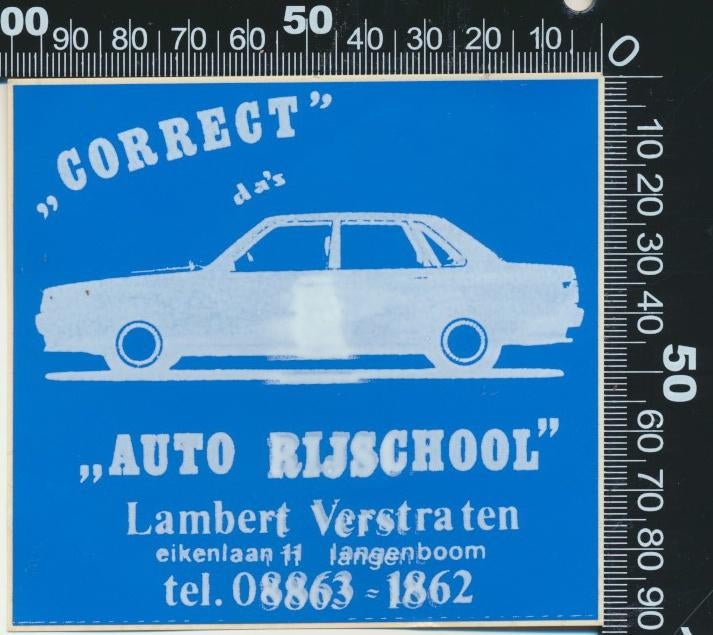 00 90 80 70 60 50 40 30 20 10 0
„CORRECT”
da's
„AUTO RIJSCHOOL”
Lambert Verstraten
eikenlaan 11 langenboom
tel. 08863 - 1862
10 20 30 40 50 60 70 80 90